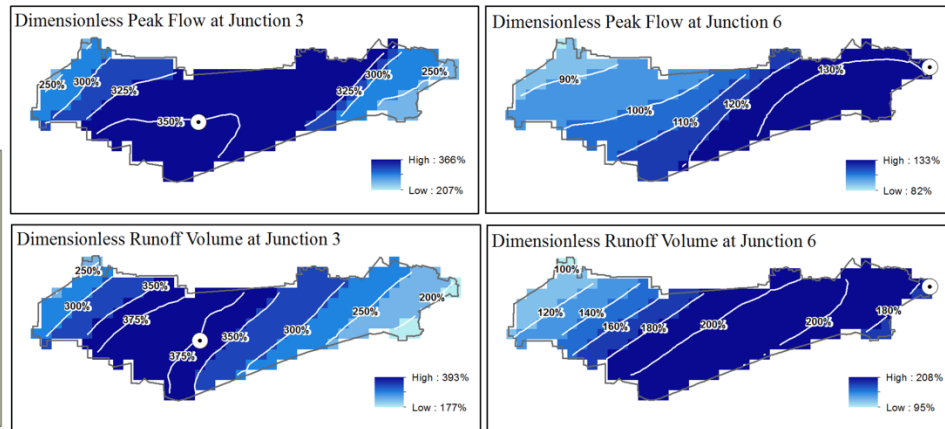 Dimensionless Peak Flow at Junction 3
250%
300%
325%
350%
325%
300%
250%
High : 366%
Low : 207%
Dimensionless Peak Flow at Junction 6
90%
100%
110%
120%
130%
High : 133%
Low : 82%
Dimensionless Runoff Volume at Junction 3
250%
300%
350%
375%
375%
350%
300%
250%
200%
High : 393%
Low : 177%
Dimensionless Runoff Volume at Junction 6
100%
120%
140%
160%
180%
200%
200%
180%
High : 208%
Low : 95%